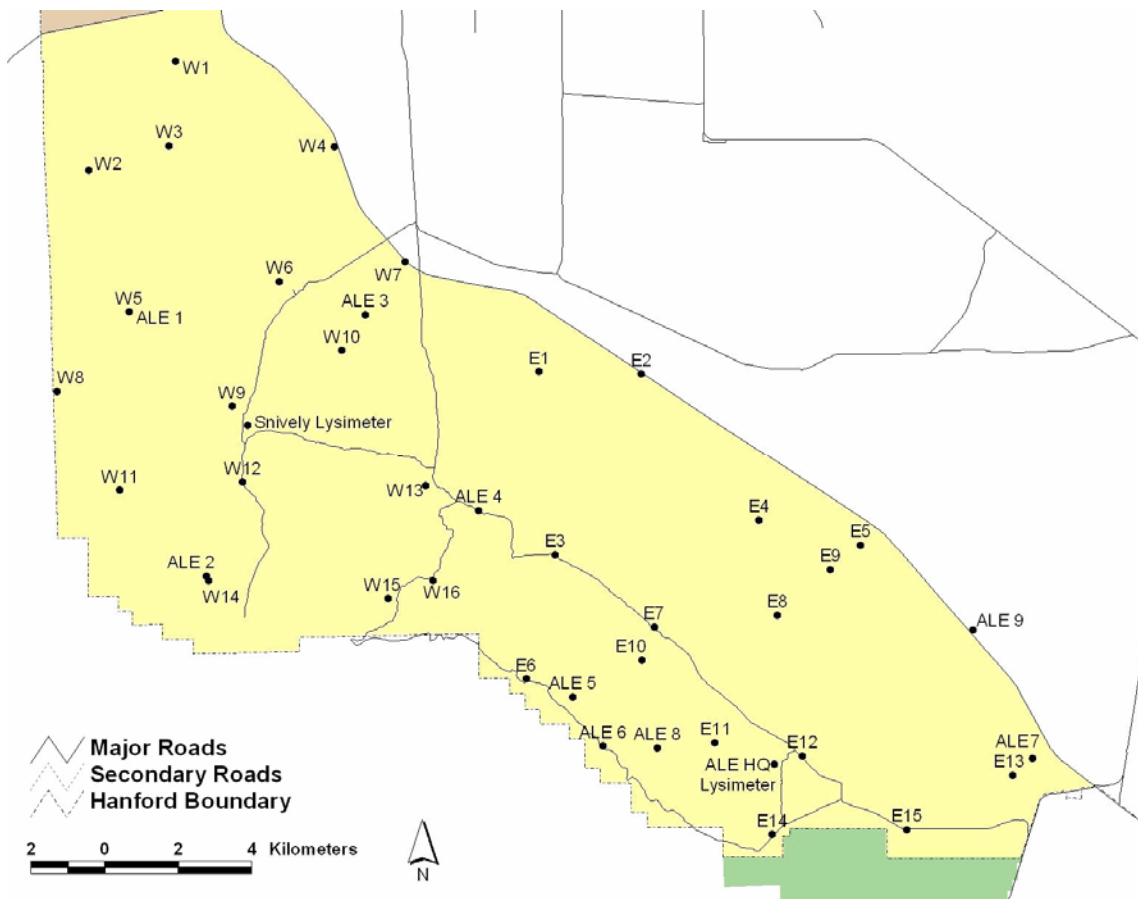 W1
W3
W4
W2
W6
W7
W5
ALE 1
ALE 3
W10
E1
E2
W8
W9
Snively Lysimeter
W11
W12
W13
ALE 4
E4
E3
E5
E9
ALE 2
W14
W15
W16
E8
E7
ALE 9
E10
E6
ALE 5
ALE 6
ALE 8
E11
E12
ALE7
E13
ALE HQ
Lysimeter
E14
E15
Major Roads
Secondary Roads
Hanford Boundary
2 0 2 4 Kilometers
N